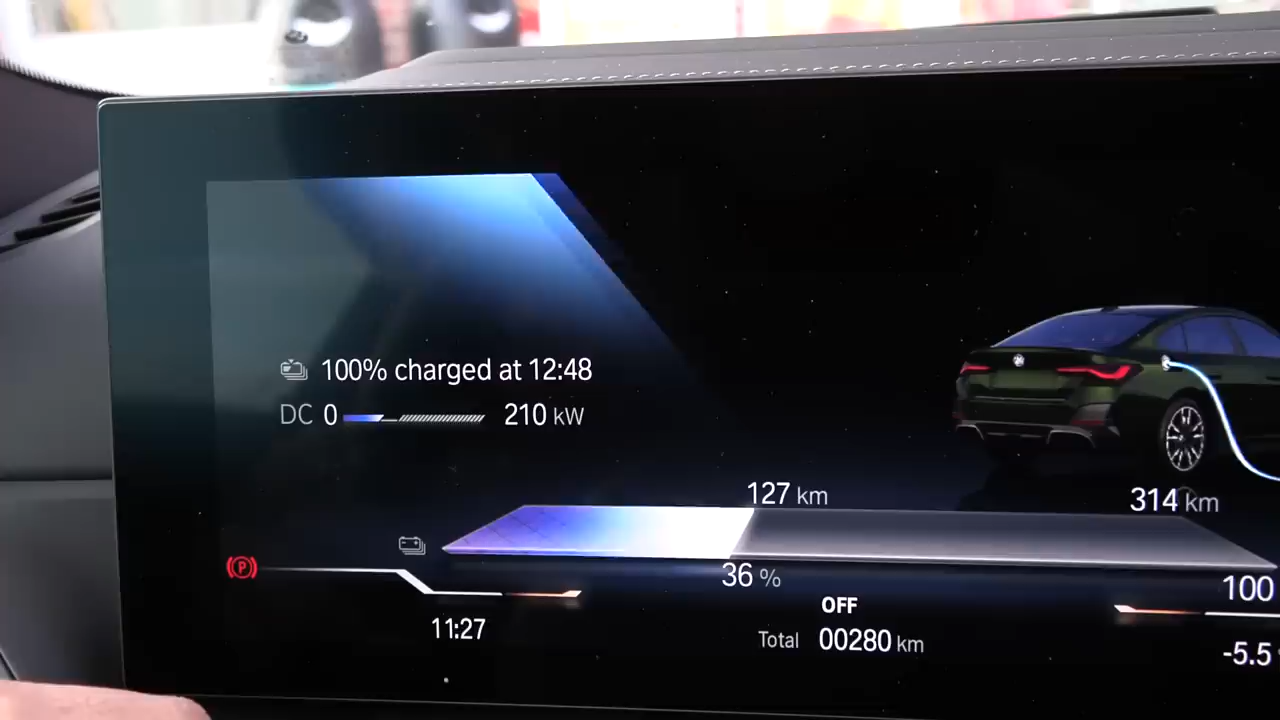 100% charged at 12:48
DC 0 210 kW
127 km
314 km
P
36 %
100
OFF
11:27
Total 00280 km
-5.5